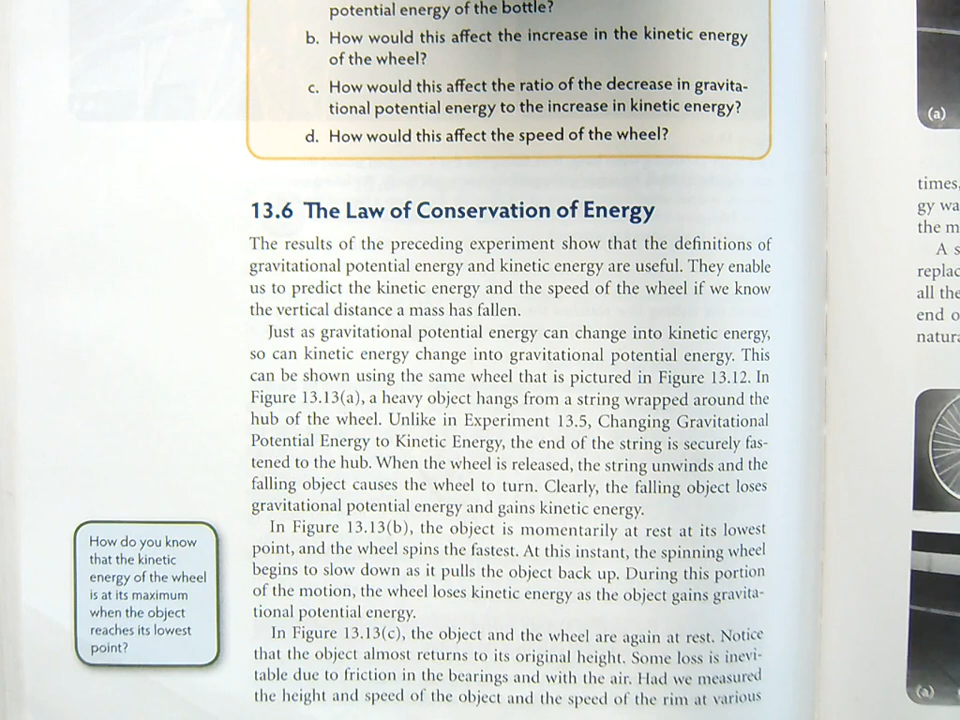 potential energy of the bottle?
b. How would this affect the increase in the kinetic energy
of the wheel?
c. How would this affect the ratio of the decrease in gravita-
tional potential energy to the increase in kinetic energy?
d. How would this affect the speed of the wheel?
13.6 The Law of Conservation of Energy
The results of the preceding experiment show that the definitions of
gravitational potential energy and kinetic energy are useful. They enable
us to predict the kinetic energy and the speed of the wheel if we know
the vertical distance a mass has fallen.
Just as gravitational potential energy can change into kinetic energy,
so can kinetic energy change into gravitational potential energy. This
can be shown using the same wheel that is pictured in Figure 13.12. In
Figure 13.13(a), a heavy object hangs from a string wrapped around the
hub of the wheel. Unlike in Experiment 13.5, Changing Gravitational
Potential Energy to Kinetic Energy, the end of the string is securely fas-
tened to the hub. When the wheel is released, the string unwinds and the
falling object causes the wheel to turn. Clearly, the falling object loses
gravitational potential energy and gains kinetic energy.
In Figure 13.13(b), the object is momentarily at rest at its lowest
point, and the wheel spins the fastest. At this instant, the spinning wheel
begins to slow down as it pulls the object back up. During this portion
of the motion, the wheel loses kinetic energy as the object gains gravita-
tional potential energy.
In Figure 13.13(c), the object and the wheel are again at rest. Notice
that the object almost returns to its original height. Some loss is inevi-
table due to friction in the bearings and with the air. Had we measured
the height and speed of the object and the speed of the rim at various
How do you know
that the kinetic
energy of the wheel
is at its maximum
when the object
reaches its lowest
point?
(a)
times,
gy wa
the m
A s
replac
all the
end o
natura
(a)